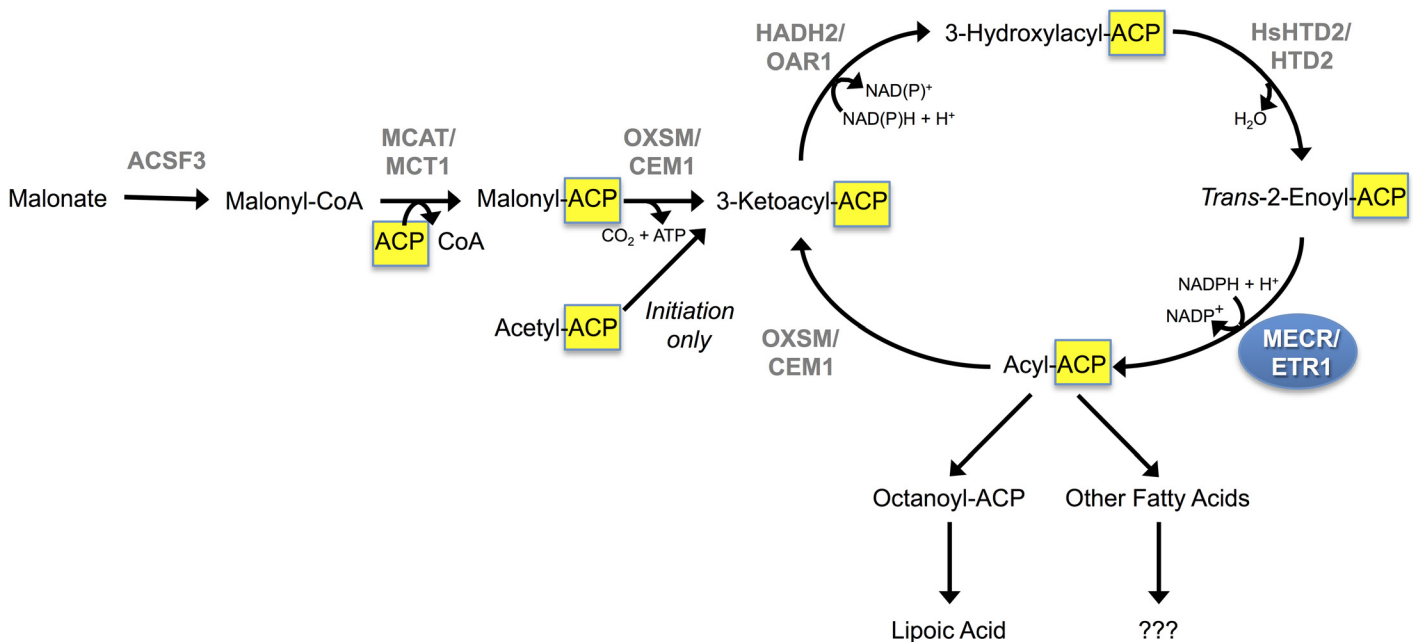 HADH2/
OAR1
3-Hydroxylacyl-ACP
HsHTD2/
HTD2
NAD(P)⁺
NAD(P)H + H⁺
H₂O
ACSF3
MCAT/
MCT1
OXSM/
CEM1
Malonate
Malonyl-CoA
Malonyl-ACP
3-Ketoacyl-ACP
Trans-2-Enoyl-ACP
ACP
CoA
CO₂ + ATP
Acetyl-ACP
Initiation
only
NADPH + H⁺
NADP⁺
MECR/
ETR1
OXSM/
CEM1
Acyl-ACP
Octanoyl-ACP
Other Fatty Acids
Lipoic Acid
???